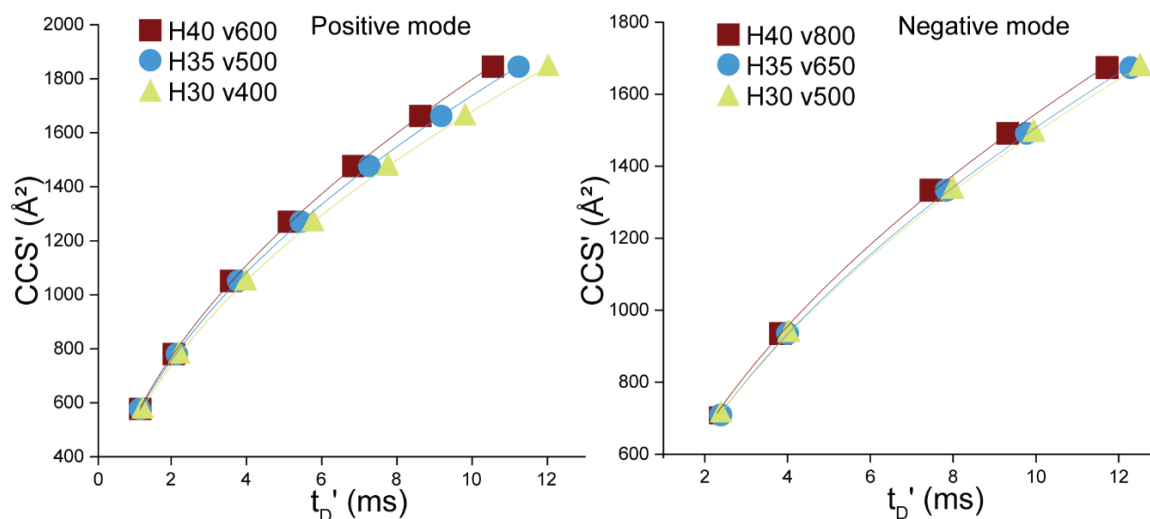 Positive mode
H40 v600
H35 v500
H30 v400
CCS' (Å²)
2000
1800
1600
1400
1200
1000
800
600
400
0
2
4
6
8
10
12
t_D' (ms)
Negative mode
H40 v800
H35 v650
H30 v500
CCS' (Å²)
1800
1600
1400
1200
1000
800
600
2
4
6
8
10
12
t_D' (ms)